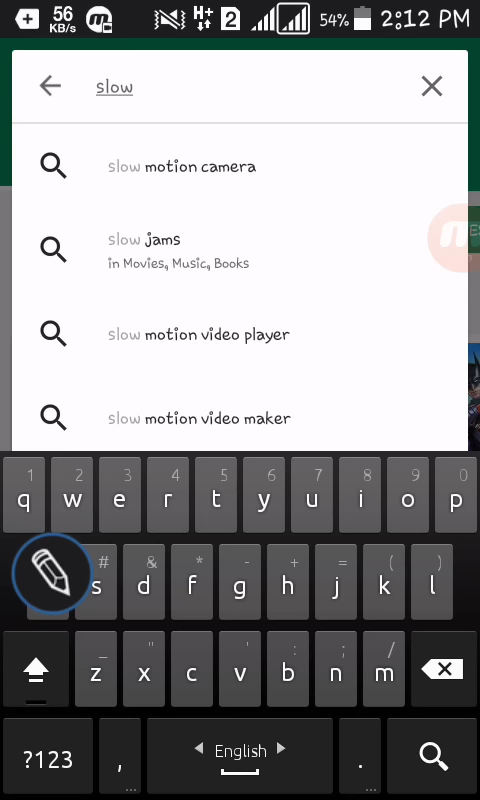 56 KB/s H+ 2 54% 2:12 PM
slow
slow motion camera
slow jams
in Movies, Music, Books
slow motion video player
slow motion video maker
1 2 3 4 5 6 7 8 9 0
q w e r t y u i o p
# & * - + = ( )
s d f g h j k l
_ " ' : ; /
z x c v b n m
?123 , ... English . ...